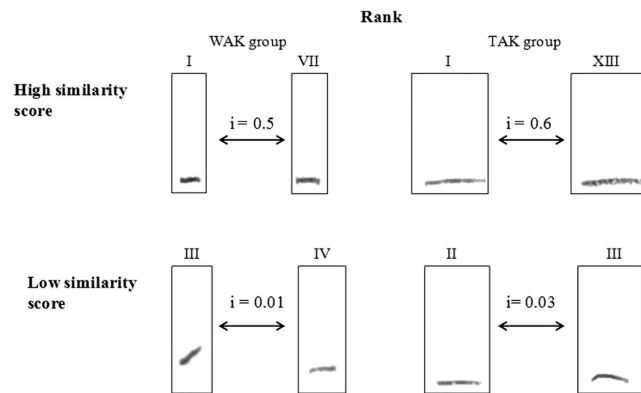 Rank
WAK group TAK group
I VII I XIII
High similarity
score
i = 0.5 i = 0.6
III IV II III
Low similarity
score
i = 0.01 i= 0.03